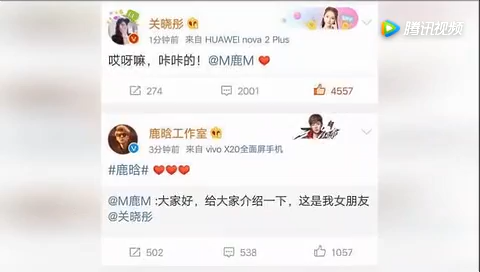 腾讯视频
关晓彤
1分钟前 来自 HUAWEI nova 2 Plus
哎呀嘛，咔咔的！@M鹿M
274 2001 4557
鹿晗工作室
3分钟前 来自 vivo X20全面屏手机
#鹿晗#
@M鹿M :大家好，给大家介绍一下，这是我女朋友
@关晓彤
502 538 1057